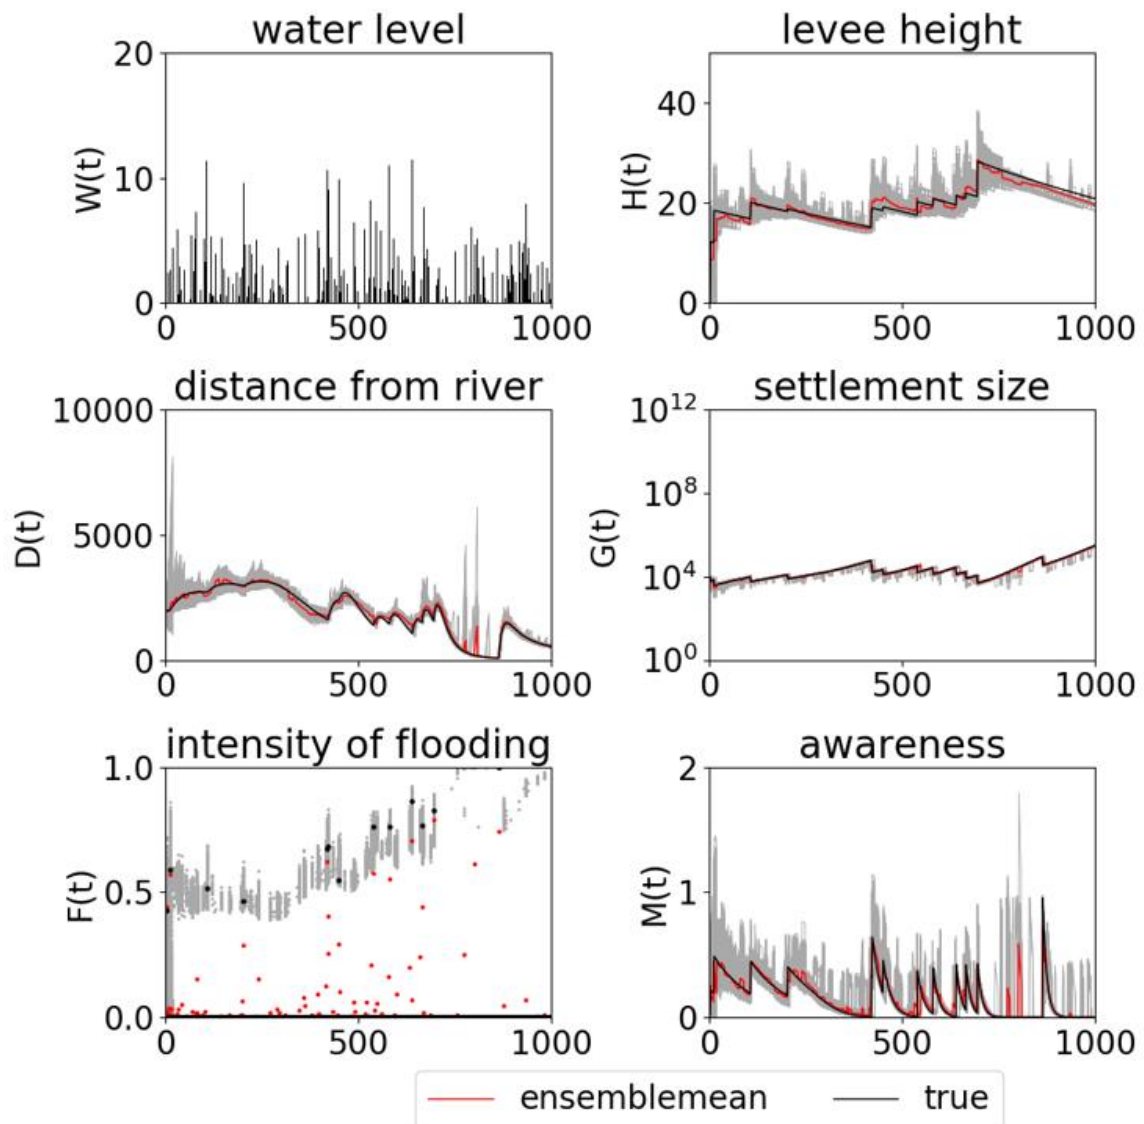 water level
levee height
W(t)
20
10
0
0
500
1000
H(t)
40
20
0
0
500
1000
distance from river
settlement size
D(t)
10000
5000
0
0
500
1000
G(t)
10^12
10^8
10^4
10^0
0
500
1000
intensity of flooding
awareness
F(t)
1.0
0.5
0.0
0
500
1000
M(t)
2
1
0
0
500
1000
ensemblemean
true